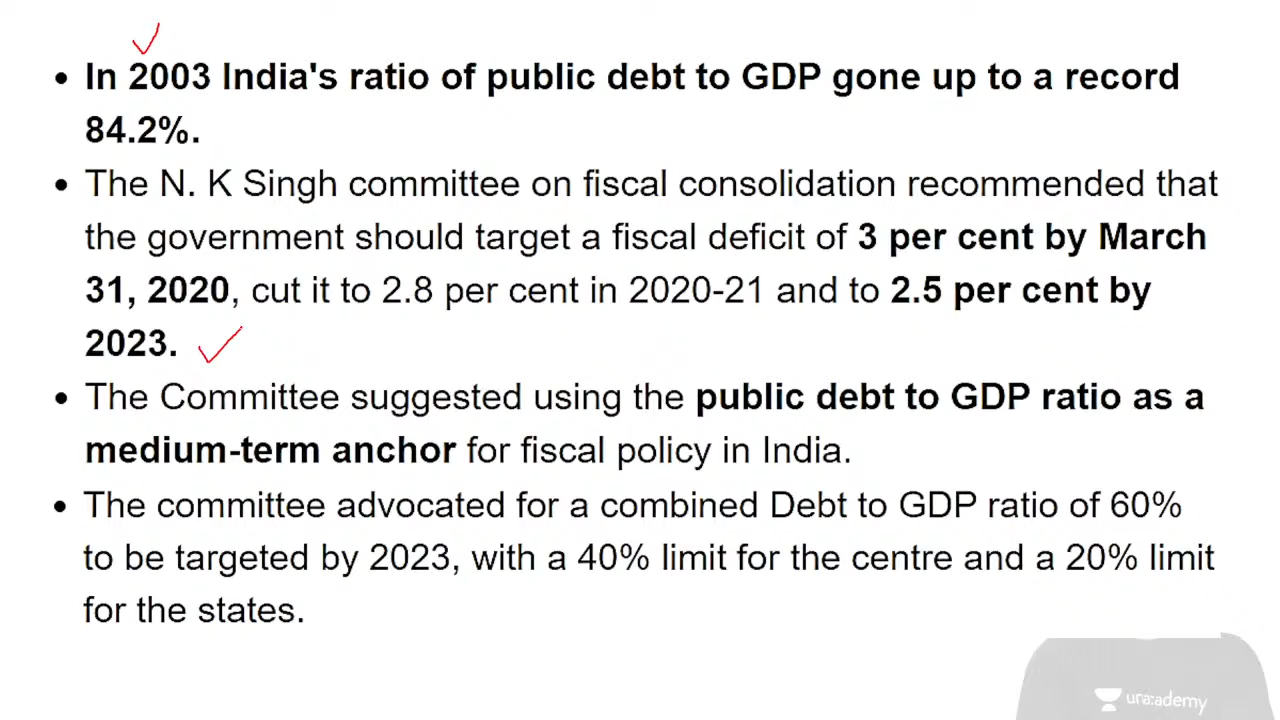 • In 2003 India's ratio of public debt to GDP gone up to a record
84.2%.
• The N. K Singh committee on fiscal consolidation recommended that
the government should target a fiscal deficit of 3 per cent by March
31, 2020, cut it to 2.8 per cent in 2020-21 and to 2.5 per cent by
2023.
• The Committee suggested using the public debt to GDP ratio as a
medium-term anchor for fiscal policy in India.
• The committee advocated for a combined Debt to GDP ratio of 60%
to be targeted by 2023, with a 40% limit for the centre and a 20% limit
for the states.
unacademy